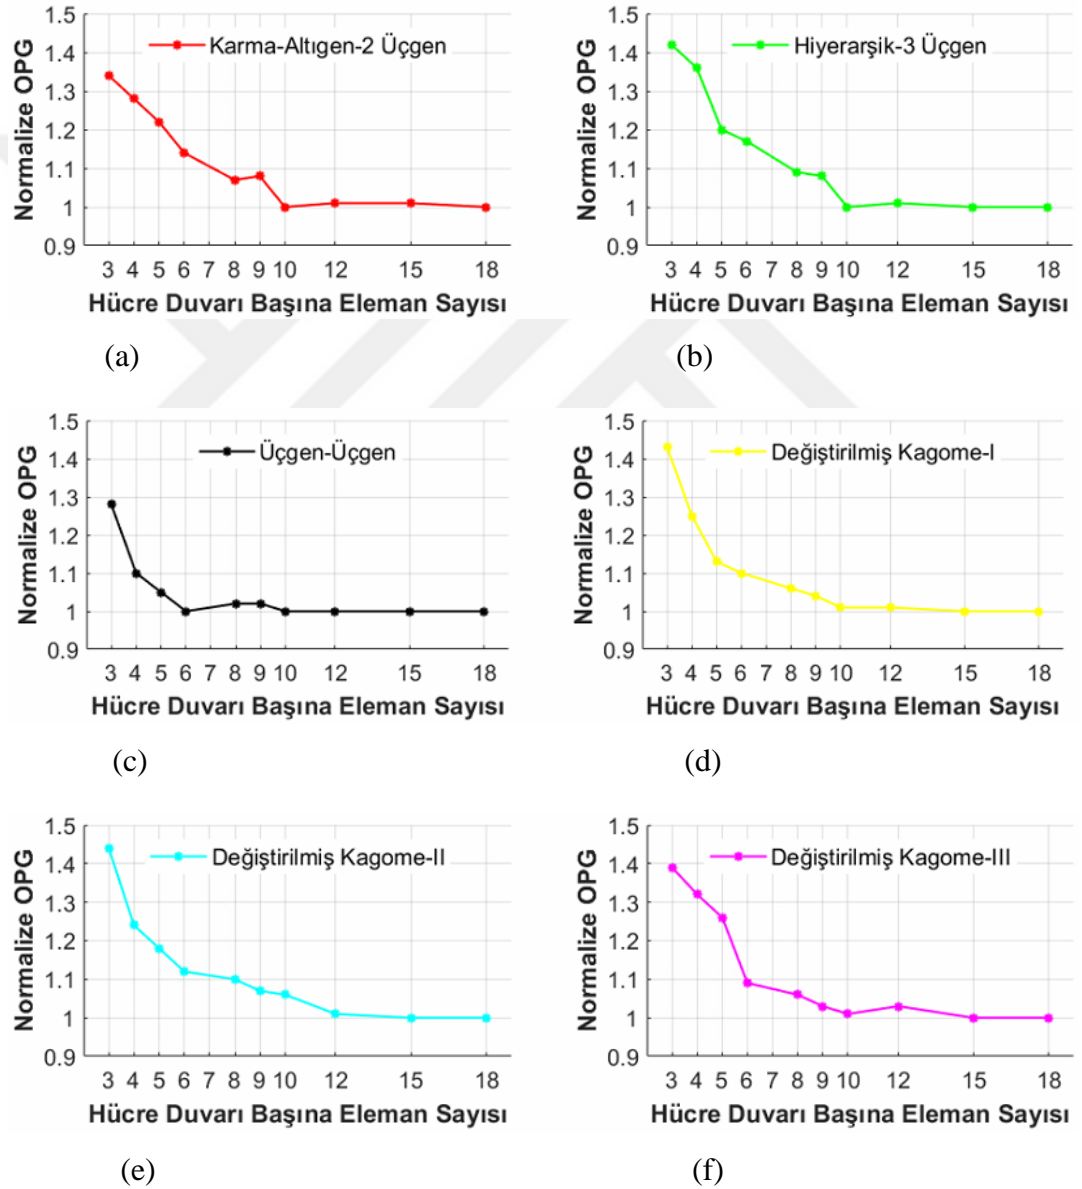 Karma-Altıgen-2 Üçgen
Normalize OPG
1.5
1.4
1.3
1.2
1.1
1
0.9
3 4 5 6 7 8 9 10 12 15 18
Hücre Duvarı Başına Eleman Sayısı
(a)
Hiyerarşik-3 Üçgen
Normalize OPG
1.5
1.4
1.3
1.2
1.1
1
0.9
3 4 5 6 7 8 9 10 12 15 18
Hücre Duvarı Başına Eleman Sayısı
(b)
Üçgen-Üçgen
Normalize OPG
1.5
1.4
1.3
1.2
1.1
1
0.9
3 4 5 6 7 8 9 10 12 15 18
Hücre Duvarı Başına Eleman Sayısı
(c)
Değiştirilmiş Kagome-I
Normalize OPG
1.5
1.4
1.3
1.2
1.1
1
0.9
3 4 5 6 7 8 9 10 12 15 18
Hücre Duvarı Başına Eleman Sayısı
(d)
Değiştirilmiş Kagome-II
Normalize OPG
1.5
1.4
1.3
1.2
1.1
1
0.9
3 4 5 6 7 8 9 10 12 15 18
Hücre Duvarı Başına Eleman Sayısı
(e)
Değiştirilmiş Kagome-III
Normalize OPG
1.5
1.4
1.3
1.2
1.1
1
0.9
3 4 5 6 7 8 9 10 12 15 18
Hücre Duvarı Başına Eleman Sayısı
(f)